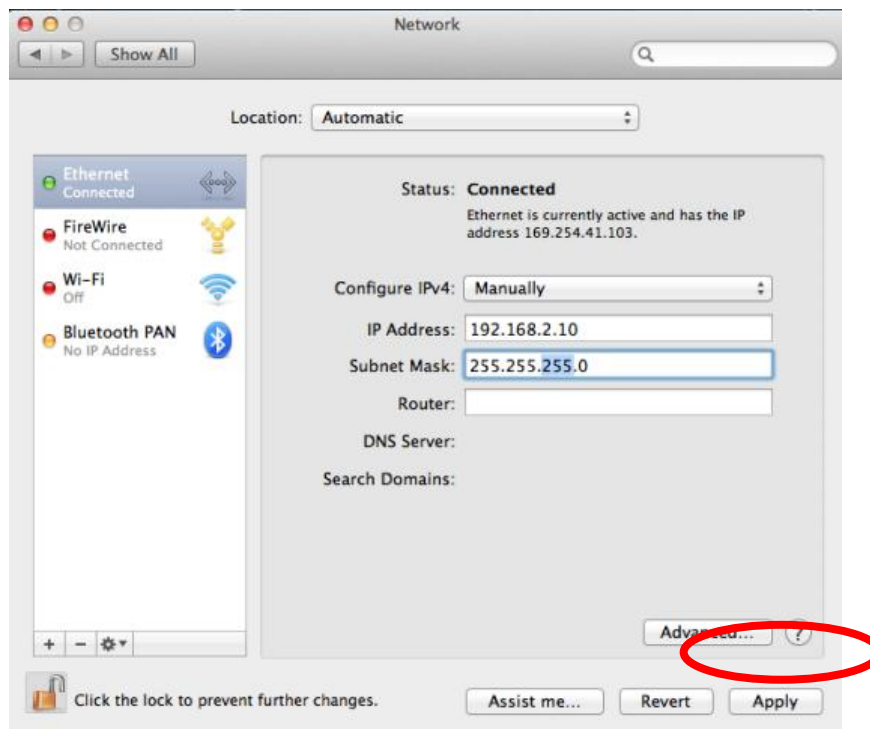 Network
Show All
Location: Automatic
Ethernet
Connected
FireWire
Not Connected
Wi-Fi
Off
Bluetooth PAN
No IP Address
Status: Connected
Ethernet is currently active and has the IP
address 169.254.41.103.
Configure IPv4: Manually
IP Address: 192.168.2.10
Subnet Mask: 255.255.255.0
Router:
DNS Server:
Search Domains:
Advanced... ?
+ −
Click the lock to prevent further changes.
Assist me... Revert Apply